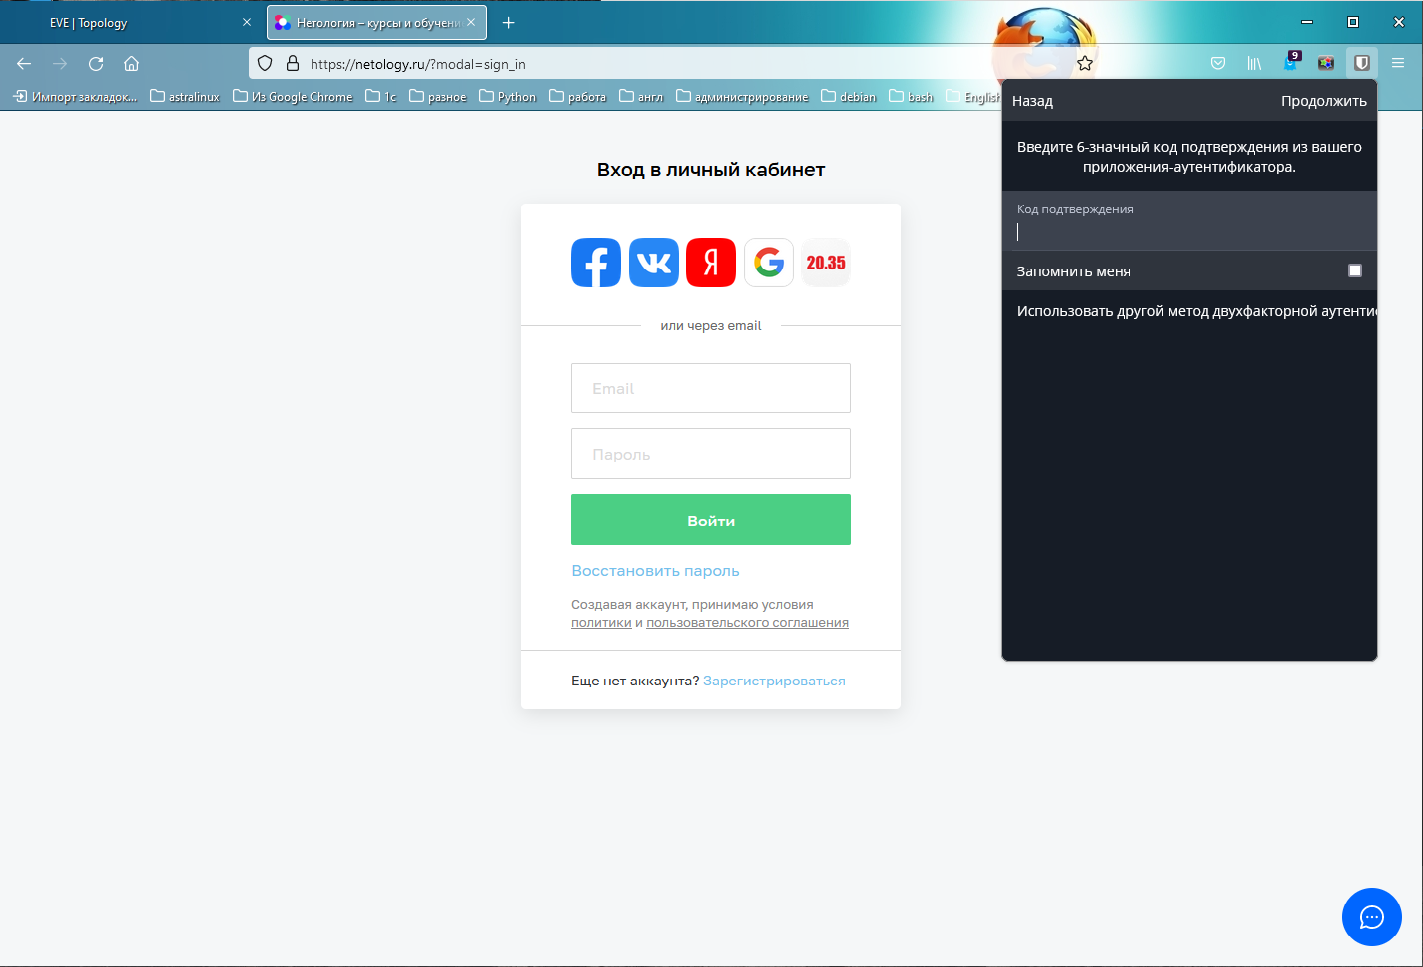 EVE | Topology
Нетология – курсы и обучени
https://netology.ru/?modal=sign_in
9
Импорт закладок...
astralinux
Из Google Chrome
1c
разное
Python
работа
англ
администрирование
debian
bash
English
Назад
Продолжить
Введите 6-значный код подтверждения из вашего
приложения-аутентификатора.
Код подтверждения
Запомнить меня
Использовать другой метод двухфакторной аутенти
Вход в личный кабинет
Я
G
20.35
или через email
Email
Пароль
Войти
Восстановить пароль
Создавая аккаунт, принимаю условия
политики и пользовательского соглашения
Еще нет аккаунта? Зарегистрироваться